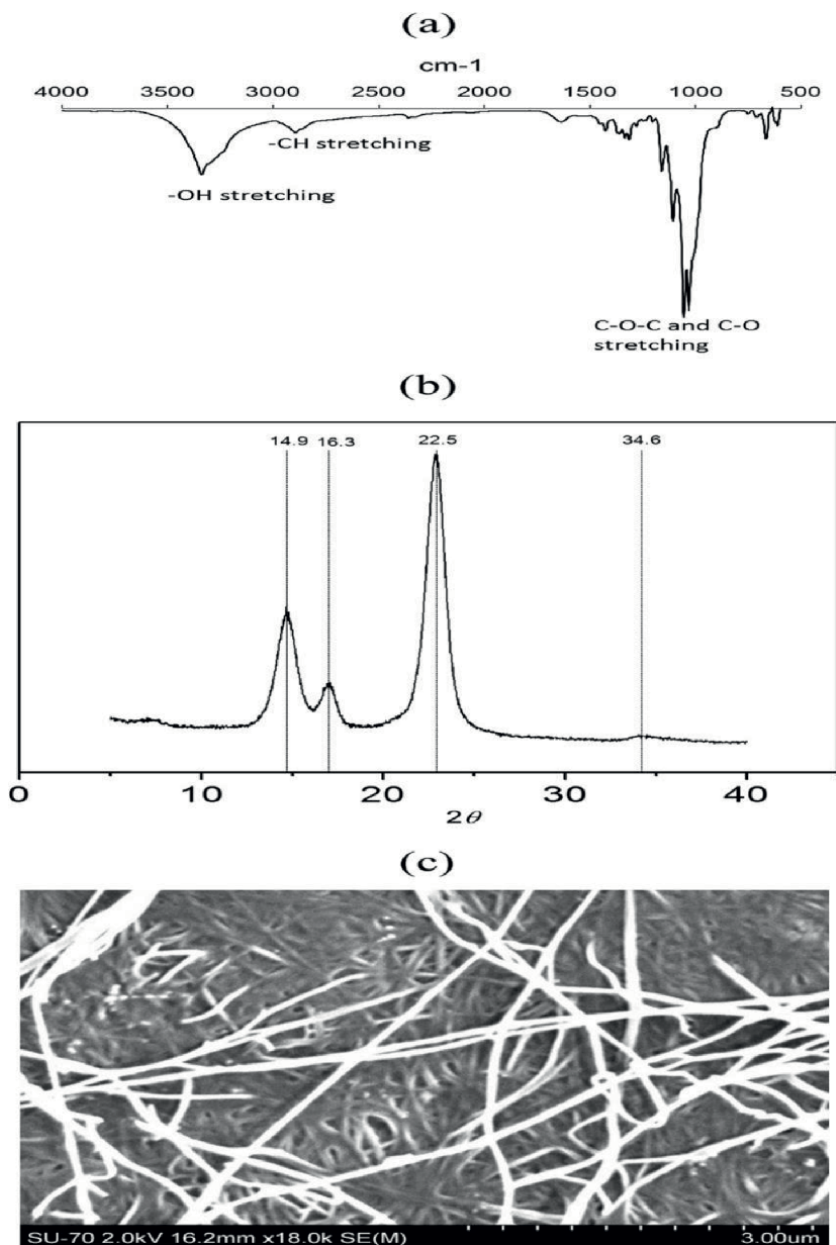 (a)
cm-1
4000 3500 3000 2500 2000 1500 1000 500
-CH stretching
-OH stretching
C-O-C and C-O
stretching
(b)
14.9 16.3 22.5 34.6
0 10 20 30 40
2θ
(c)
SU-70 2.0kV 16.2mm x18.0k SE(M) 3.00um